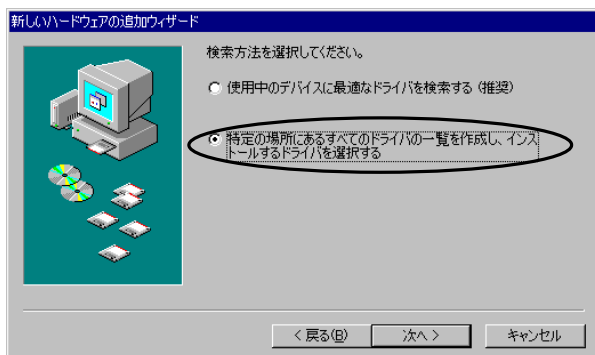 新しいハードウェアの追加ウィザード
検索方法を選択してください。
使用中のデバイスに最適なドライバを検索する (推奨)
特定の場所にあるすべてのドライバの一覧を作成し、インス
トールするドライバを選択する
< 戻る(B)
次へ >
キャンセル